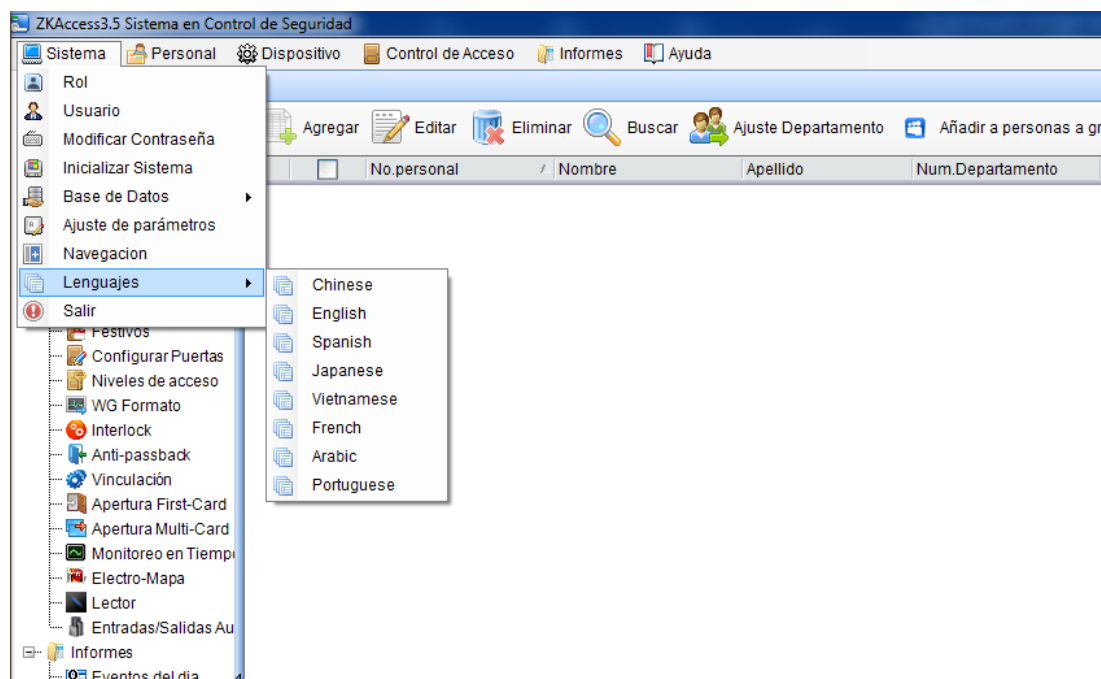 ZKAccess3.5 Sistema en Control de Seguridad
Sistema Personal Dispositivo Control de Acceso Informes Ayuda
Rol
Usuario
Modificar Contraseña
Inicializar Sistema
Base de Datos
Ajuste de parámetros
Navegacion
Lenguajes
Salir
Agregar Editar Eliminar Buscar Ajuste Departamento Añadir a personas a gr
No.personal Nombre Apellido Num.Departamento
Chinese
English
Spanish
Japanese
Vietnamese
French
Arabic
Portuguese
Festivos
Configurar Puertas
Niveles de acceso
WG Formato
Interlock
Anti-passback
Vinculación
Apertura First-Card
Apertura Multi-Card
Monitoreo en Tiemp
Electro-Mapa
Lector
Entradas/Salidas Au
Informes
Eventos del dia